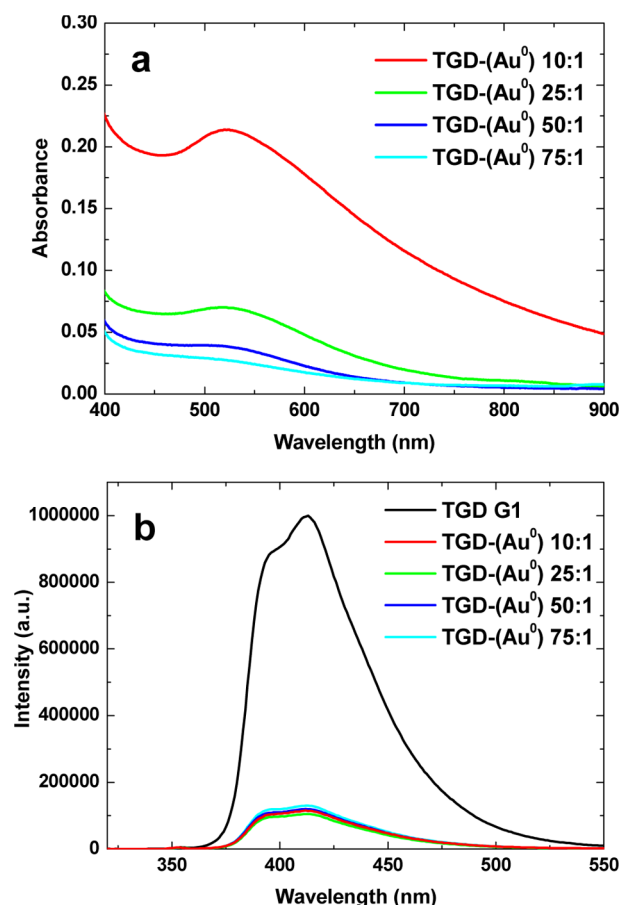 a
TGD-(Au⁰) 10:1
TGD-(Au⁰) 25:1
TGD-(Au⁰) 50:1
TGD-(Au⁰) 75:1
0.30
0.25
0.20
0.15
0.10
0.05
0.00
Absorbance
400 500 600 700 800 900
Wavelength (nm)
b
TGD G1
TGD-(Au⁰) 10:1
TGD-(Au⁰) 25:1
TGD-(Au⁰) 50:1
TGD-(Au⁰) 75:1
1000000
800000
600000
400000
200000
0
Intensity (a.u.)
350 400 450 500 550
Wavelength (nm)